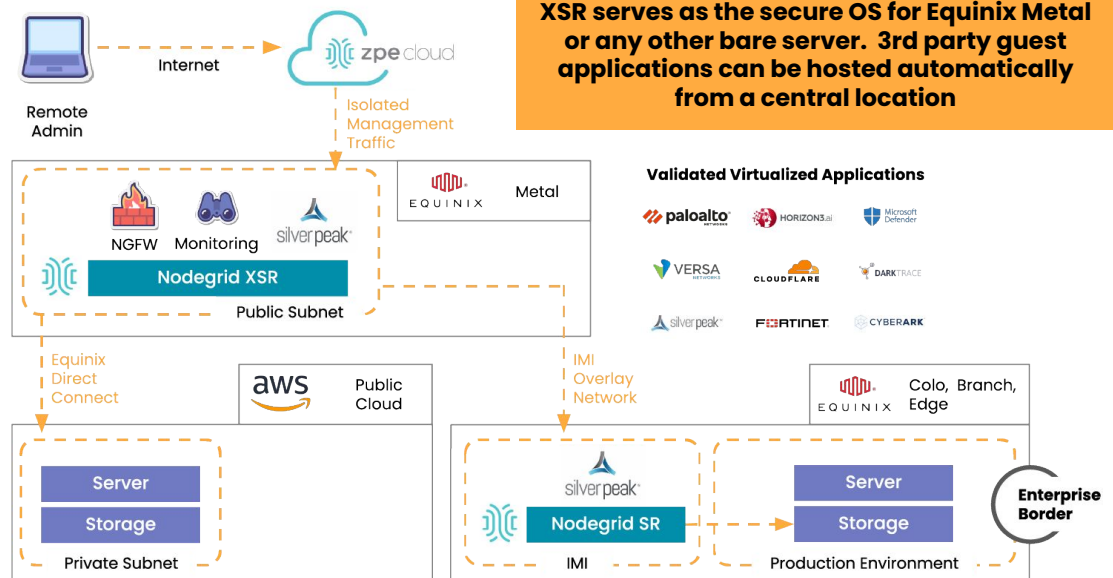 XSR serves as the secure OS for Equinix Metal
or any other bare server. 3rd party guest
applications can be hosted automatically
from a central location
Internet
zpe cloud
Remote
Admin
Isolated
Management
Traffic
EQUINIX
Metal
NGFW
Monitoring
silver peak
Nodegrid XSR
Public Subnet
Validated Virtualized Applications
paloalto
NETWORKS
HORIZON3.ai
Microsoft
Defender
VERSA
NETWORKS
CLOUDFLARE
DARKTRACE
silver peak
FORTINET
CYBERARK
Equinix
Direct
Connect
aws
Public
Cloud
IMI
Overlay
Network
EQUINIX
Colo, Branch,
Edge
Server
Storage
Private Subnet
silver peak
Nodegrid SR
IMI
Server
Storage
Production Environment
Enterprise
Border